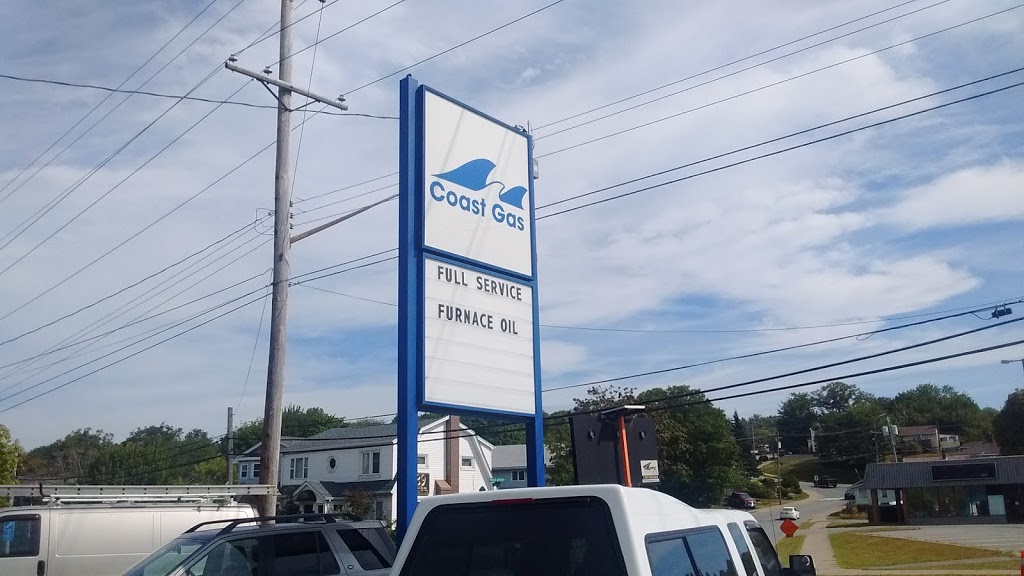 Coast Gas
FULL SERVICE
FURNACE OIL